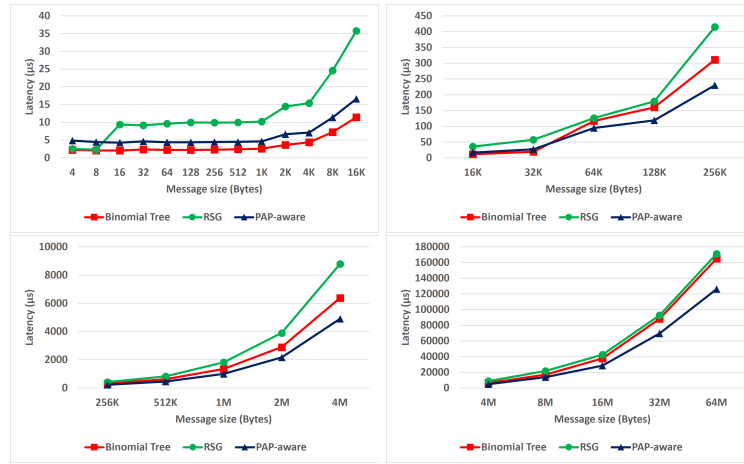 40
35
30
25
20
15
10
5
0
Latency (μs)
4 8 16 32 64 128 256 512 1K 2K 4K 8K 16K
Message size (Bytes)
Binomial Tree RSG PAP-aware
450
400
350
300
250
200
150
100
50
0
Latency (μs)
16K 32K 64K 128K 256K
Message size (Bytes)
Binomial Tree RSG PAP-aware
10000
8000
6000
4000
2000
0
Latency (μs)
256K 512K 1M 2M 4M
Message size (Bytes)
Binomial Tree RSG PAP-aware
180000
160000
140000
120000
100000
80000
60000
40000
20000
0
Latency (μs)
4M 8M 16M 32M 64M
Message size (Bytes)
Binomial Tree RSG PAP-aware